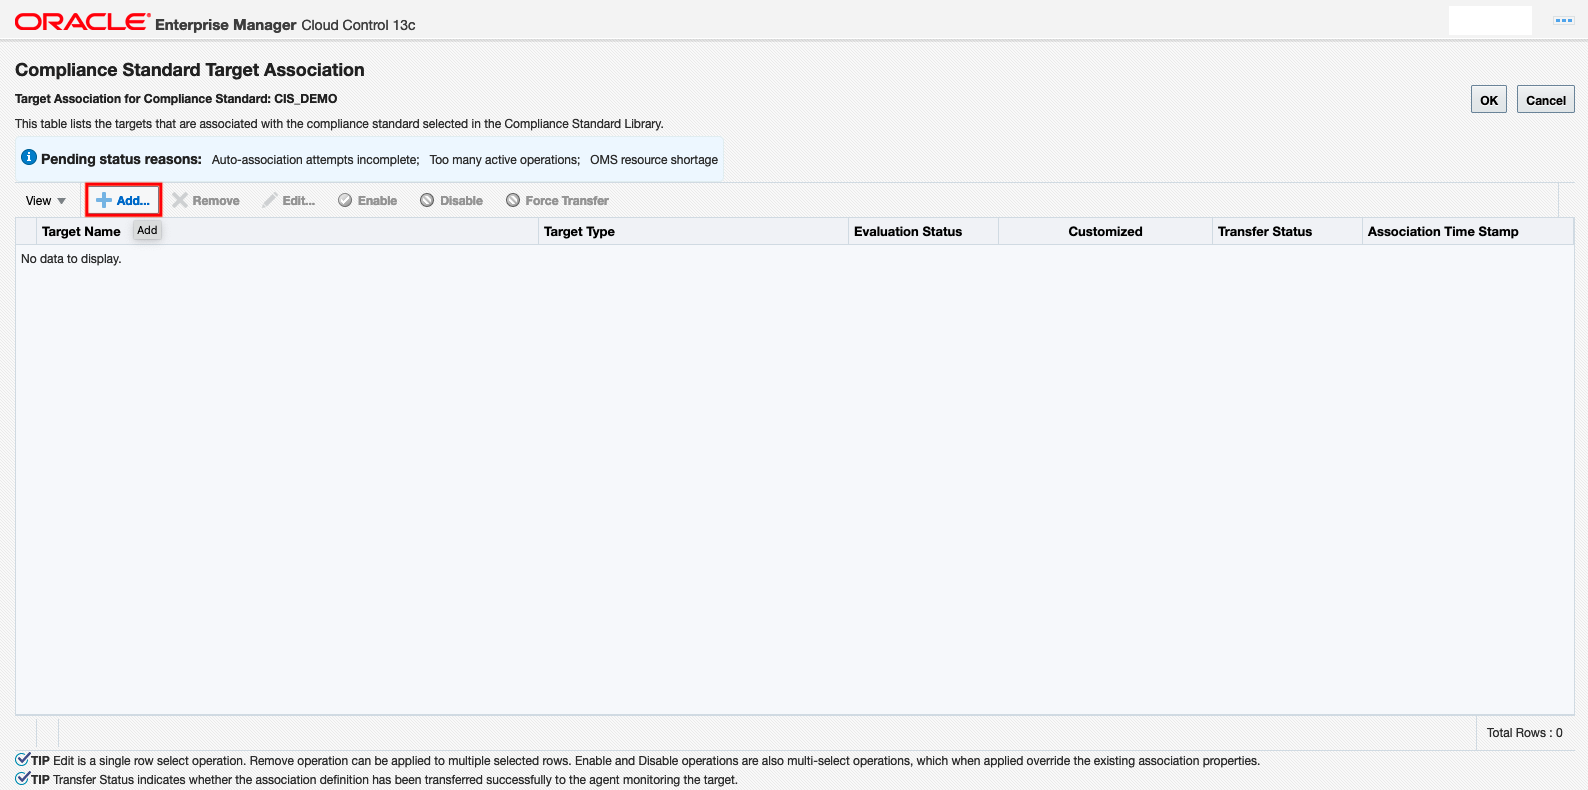 ORACLE® Enterprise Manager Cloud Control 13c
Compliance Standard Target Association
Target Association for Compliance Standard: CIS_DEMO
OK Cancel
This table lists the targets that are associated with the compliance standard selected in the Compliance Standard Library.
Pending status reasons: Auto-association attempts incomplete; Too many active operations; OMS resource shortage
View Add... Remove Edit... Enable Disable Force Transfer
Target Name Add Target Type Evaluation Status Customized Transfer Status Association Time Stamp
No data to display.
Total Rows : 0
TIP Edit is a single row select operation. Remove operation can be applied to multiple selected rows. Enable and Disable operations are also multi-select operations, which when applied override the existing association properties.
TIP Transfer Status indicates whether the association definition has been transferred successfully to the agent monitoring the target.